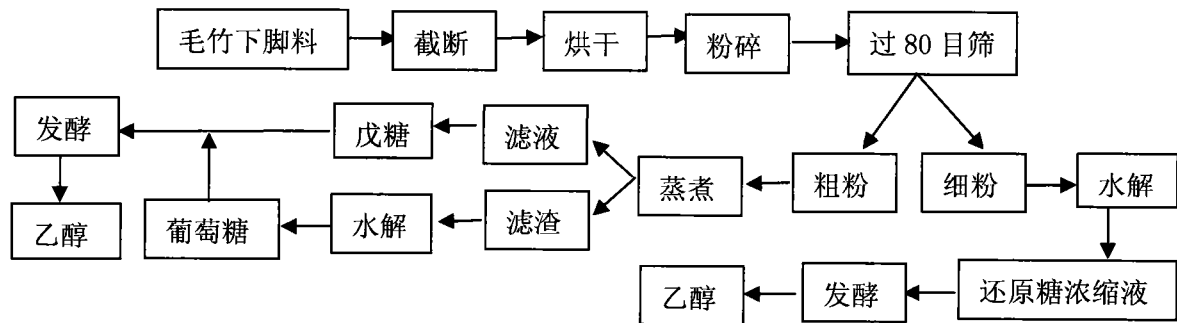 毛竹下脚料
截断
烘干
粉碎
过 80 目筛
发酵
戊糖
滤液
蒸煮
粗粉
细粉
水解
乙醇
葡萄糖
水解
滤渣
乙醇
发酵
还原糖浓缩液